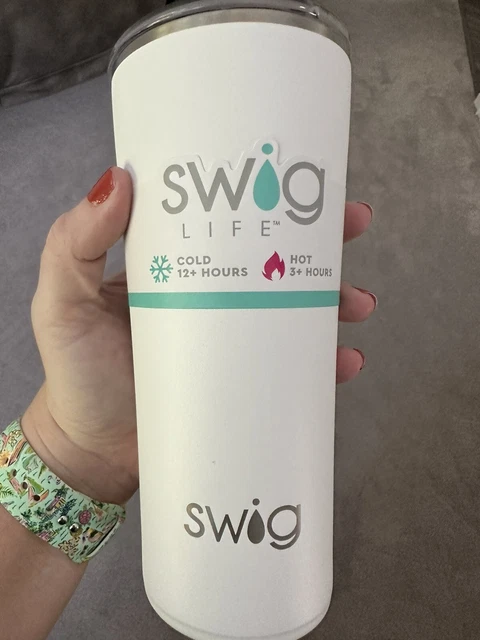 swig
LIFE™
COLD
12+ HOURS
HOT
3+ HOURS
swig